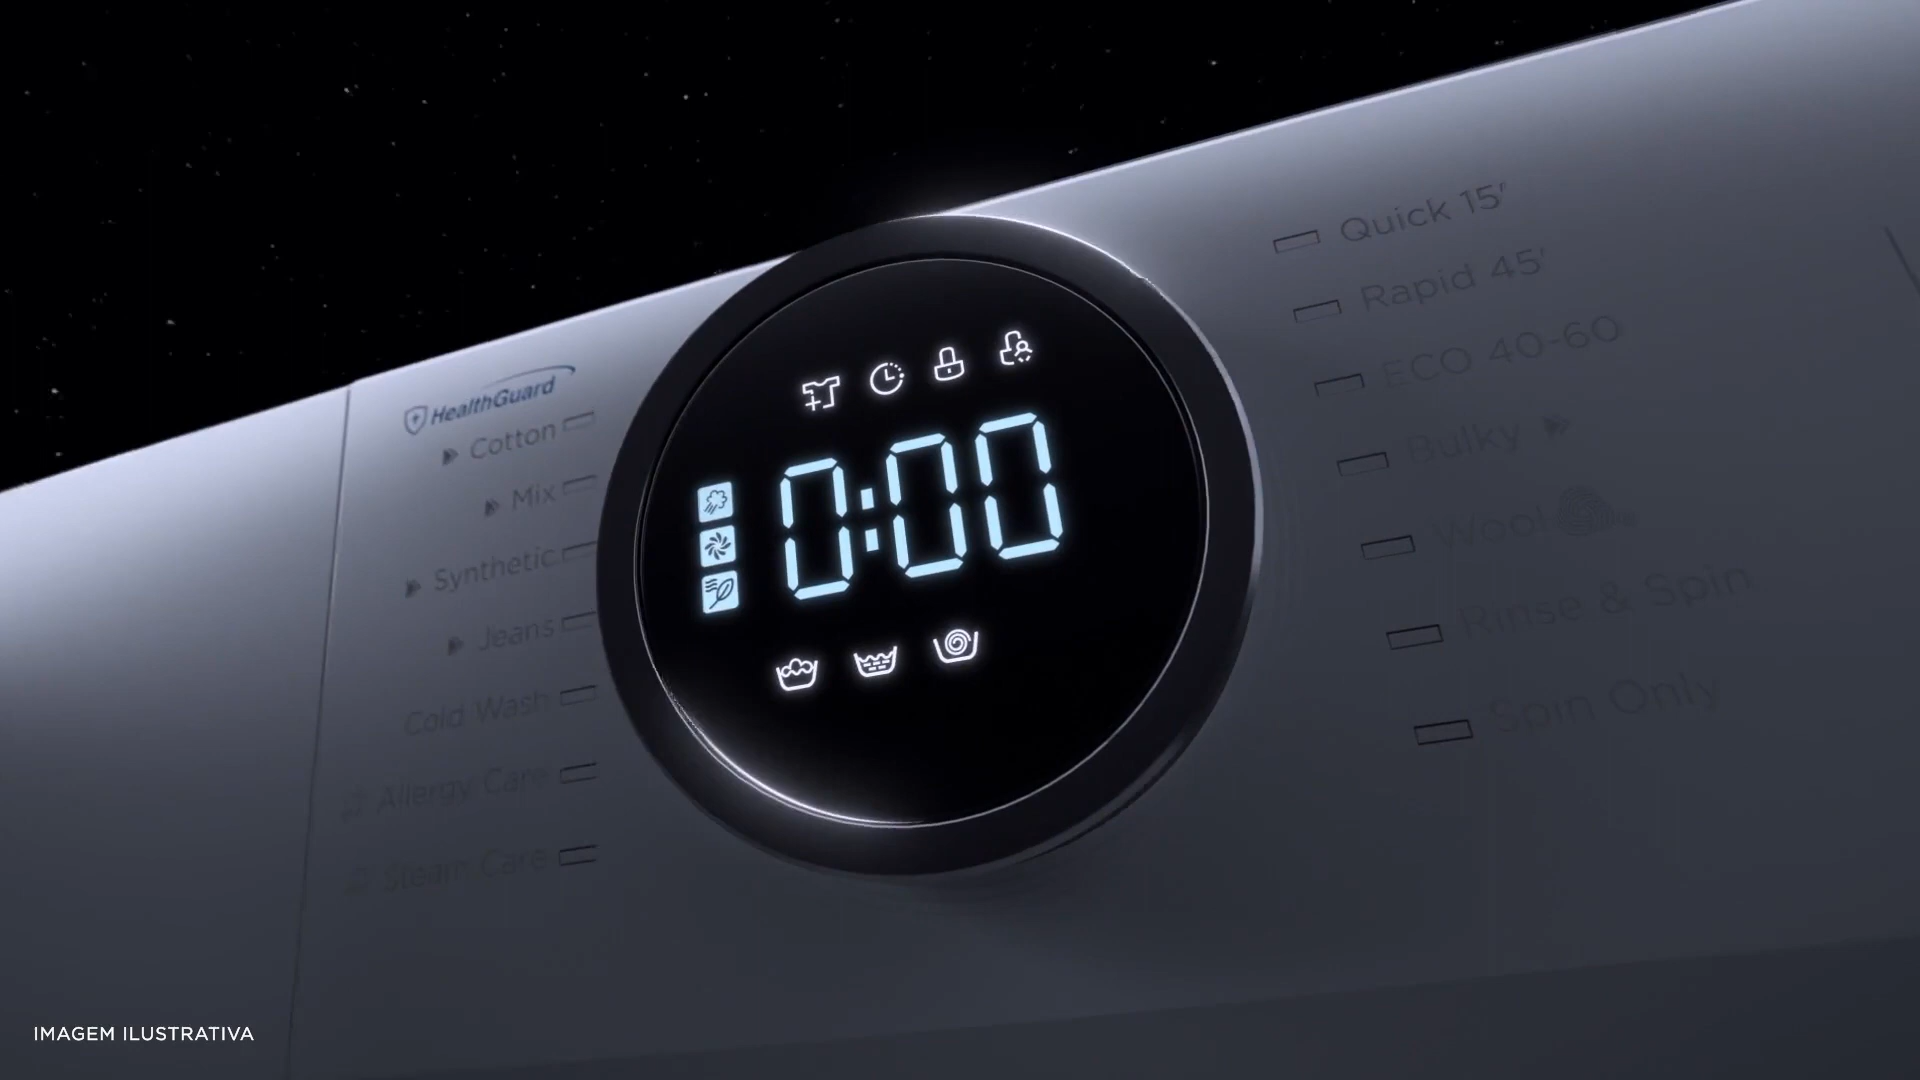 HealthGuard
Cotton
Mix
Synthetic
Jeans
Cold Wash
Allergy Care
Steam Care
0:00
Quick 15'
Rapid 45'
ECO 40-60
Bulky
Wool
Rinse & Spin
Spin Only
IMAGEM ILUSTRATIVA